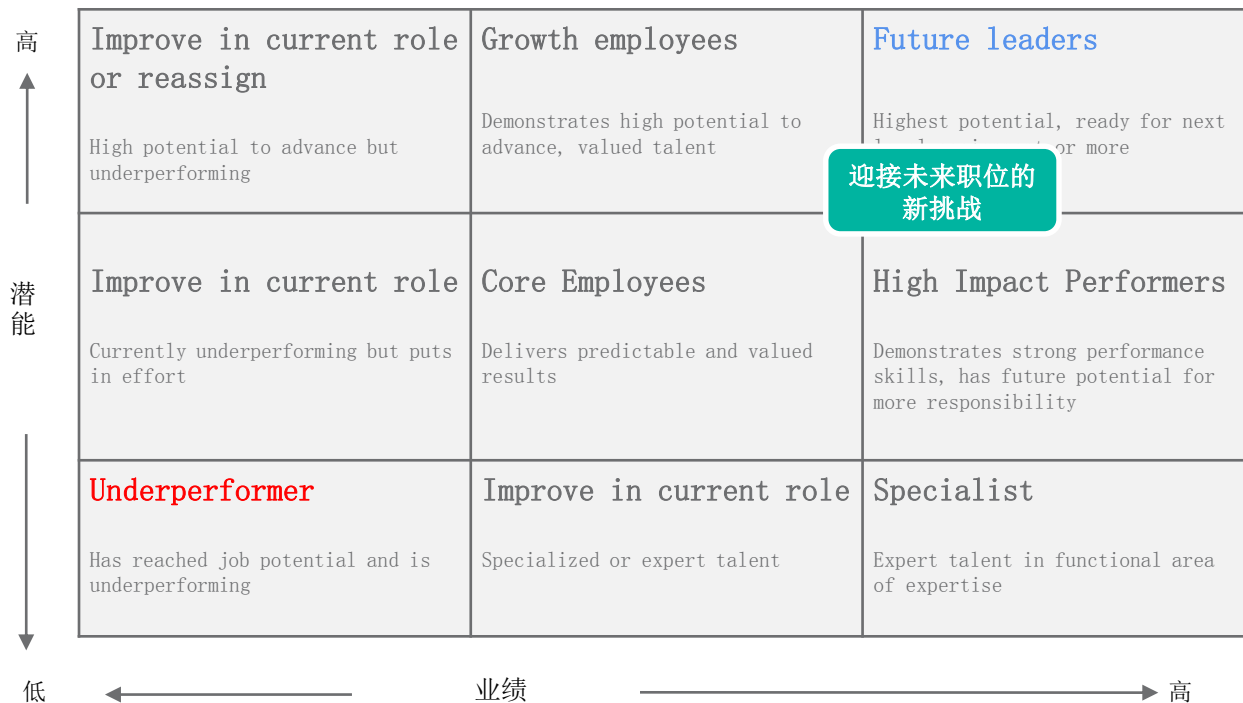 高
Improve in current role
or reassign
High potential to advance but
underperforming
Growth employees
Demonstrates high potential to
advance, valued talent
Future leaders
Highest potential, ready for next
or more
迎接未来职位的
新挑战
潜
能
Improve in current role
Currently underperforming but puts
in effort
Core Employees
Delivers predictable and valued
results
High Impact Performers
Demonstrates strong performance
skills, has future potential for
more responsibility
Underperformer
Has reached job potential and is
underperforming
Improve in current role
Specialized or expert talent
Specialist
Expert talent in functional area
of expertise
低
业绩
高